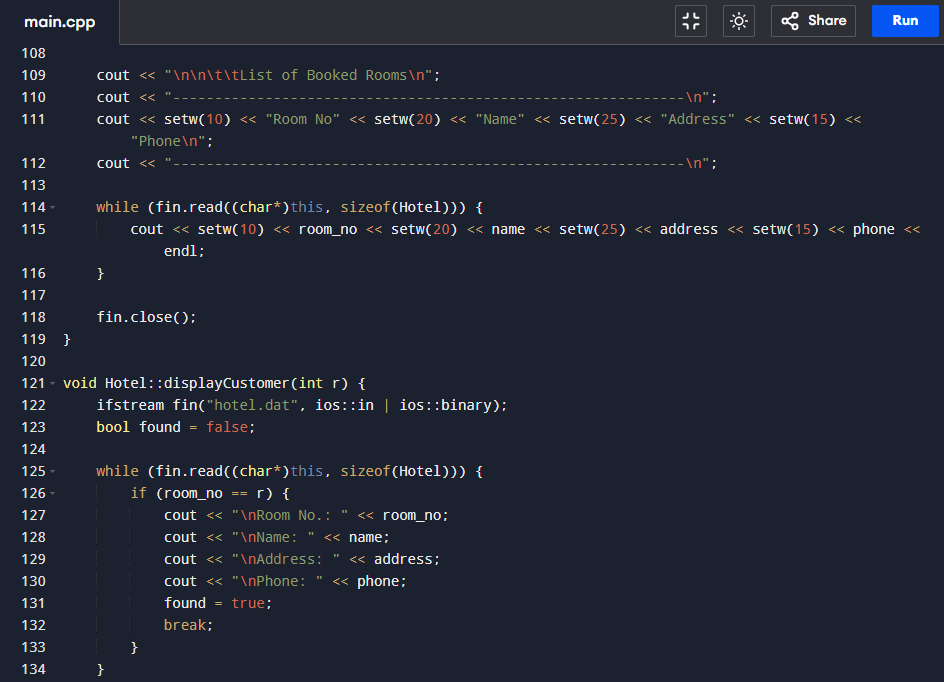 main.cpp
Share
Run
108
109 cout << "\n\n\t\tList of Booked Rooms\n";
110 cout << "-------------------------------------------------------------\n";
111 cout << setw(10) << "Room No" << setw(20) << "Name" << setw(25) << "Address" << setw(15) <<
"Phone\n";
112 cout << "-------------------------------------------------------------\n";
113
114 while (fin.read((char*)this, sizeof(Hotel))) {
115 cout << setw(10) << room_no << setw(20) << name << setw(25) << address << setw(15) << phone <<
endl;
116 }
117
118 fin.close();
119 }
120
121 void Hotel::displayCustomer(int r) {
122 ifstream fin("hotel.dat", ios::in | ios::binary);
123 bool found = false;
124
125 while (fin.read((char*)this, sizeof(Hotel))) {
126 if (room_no == r) {
127 cout << "\nRoom No.: " << room_no;
128 cout << "\nName: " << name;
129 cout << "\nAddress: " << address;
130 cout << "\nPhone: " << phone;
131 found = true;
132 break;
133 }
134 }